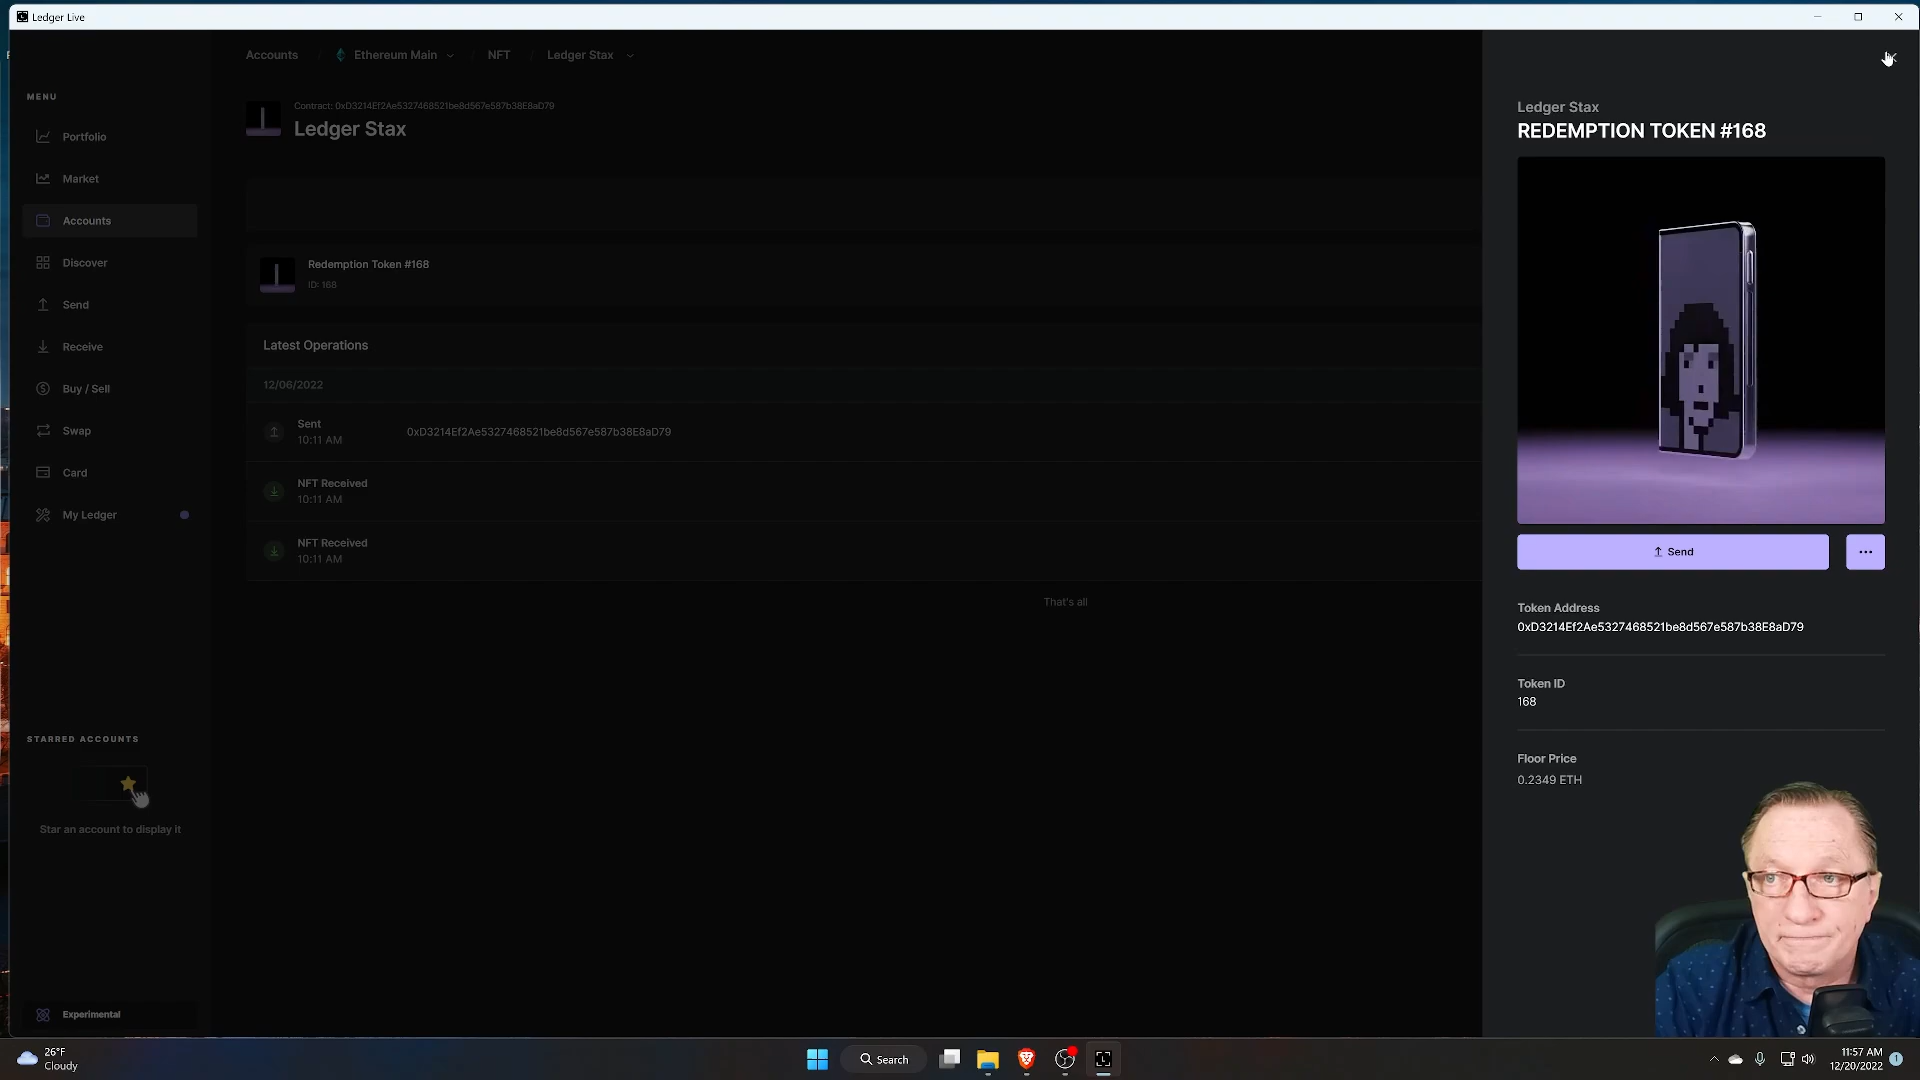 Ledger Live
MENU
Portfolio
Market
Accounts
Discover
Send
Receive
Buy / Sell
Swap
Card
My Ledger
STARRED ACCOUNTS
Star an account to display it
Experimental
Accounts / Ethereum Main / NFT / Ledger Stax
Contract: 0xD3214Ef2Ae5327468521be8d567e587b38E8aD79
Ledger Stax
Redemption Token #168
ID: 168
Latest Operations
12/06/2022
Sent
10:11 AM
0xD3214Ef2Ae5327468521be8d567e587b38E8aD79
NFT Received
10:11 AM
NFT Received
10:11 AM
That's all
Ledger Stax
REDEMPTION TOKEN #168
Send
Token Address
0xD3214Ef2Ae5327468521be8d567e587b38E8aD79
Token ID
168
Floor Price
0.2349 ETH
26°F
Cloudy
Search
11:57 AM
12/20/2022
1